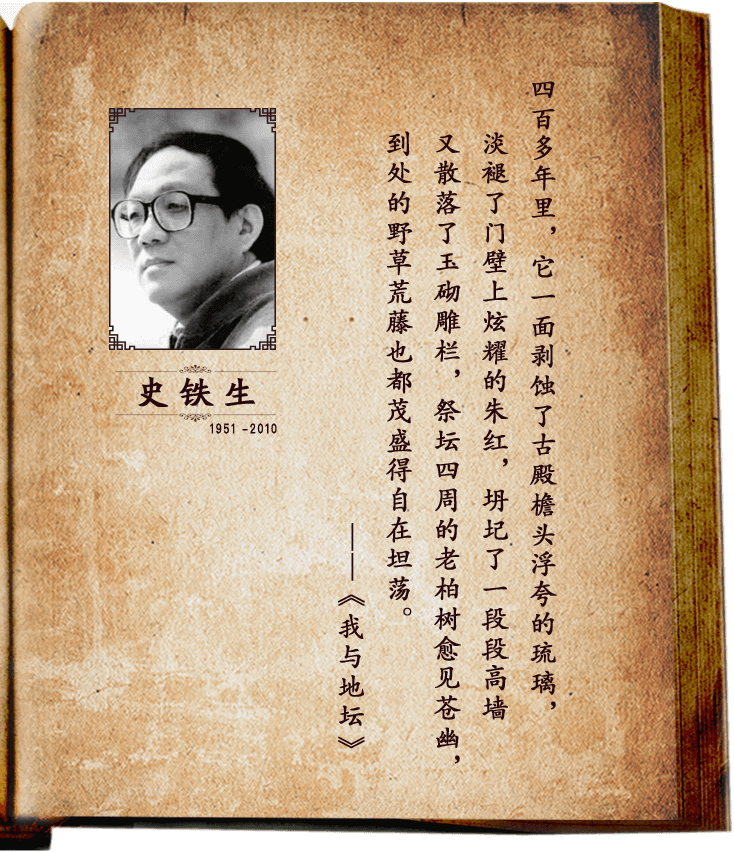 四百多年里，它一面剥蚀了古殿檐头浮夸的琉璃，
淡褪了门壁上炫耀的朱红，坍圮了一段段高墙
又散落了玉砌雕栏，祭坛四周的老柏树愈见苍幽，
到处的野草荒藤也都茂盛得自在坦荡。
——《我与地坛》
史铁生
1951 -2010